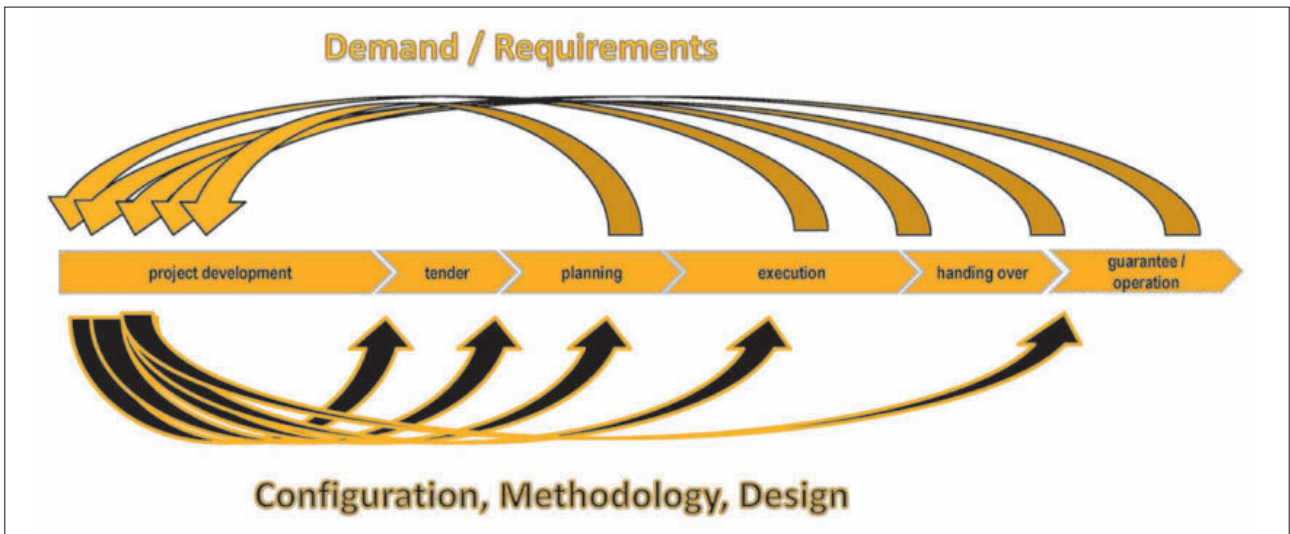 Demand / Requirements
project development
tender
planning
execution
handing over
guarantee /
operation
Configuration, Methodology, Design